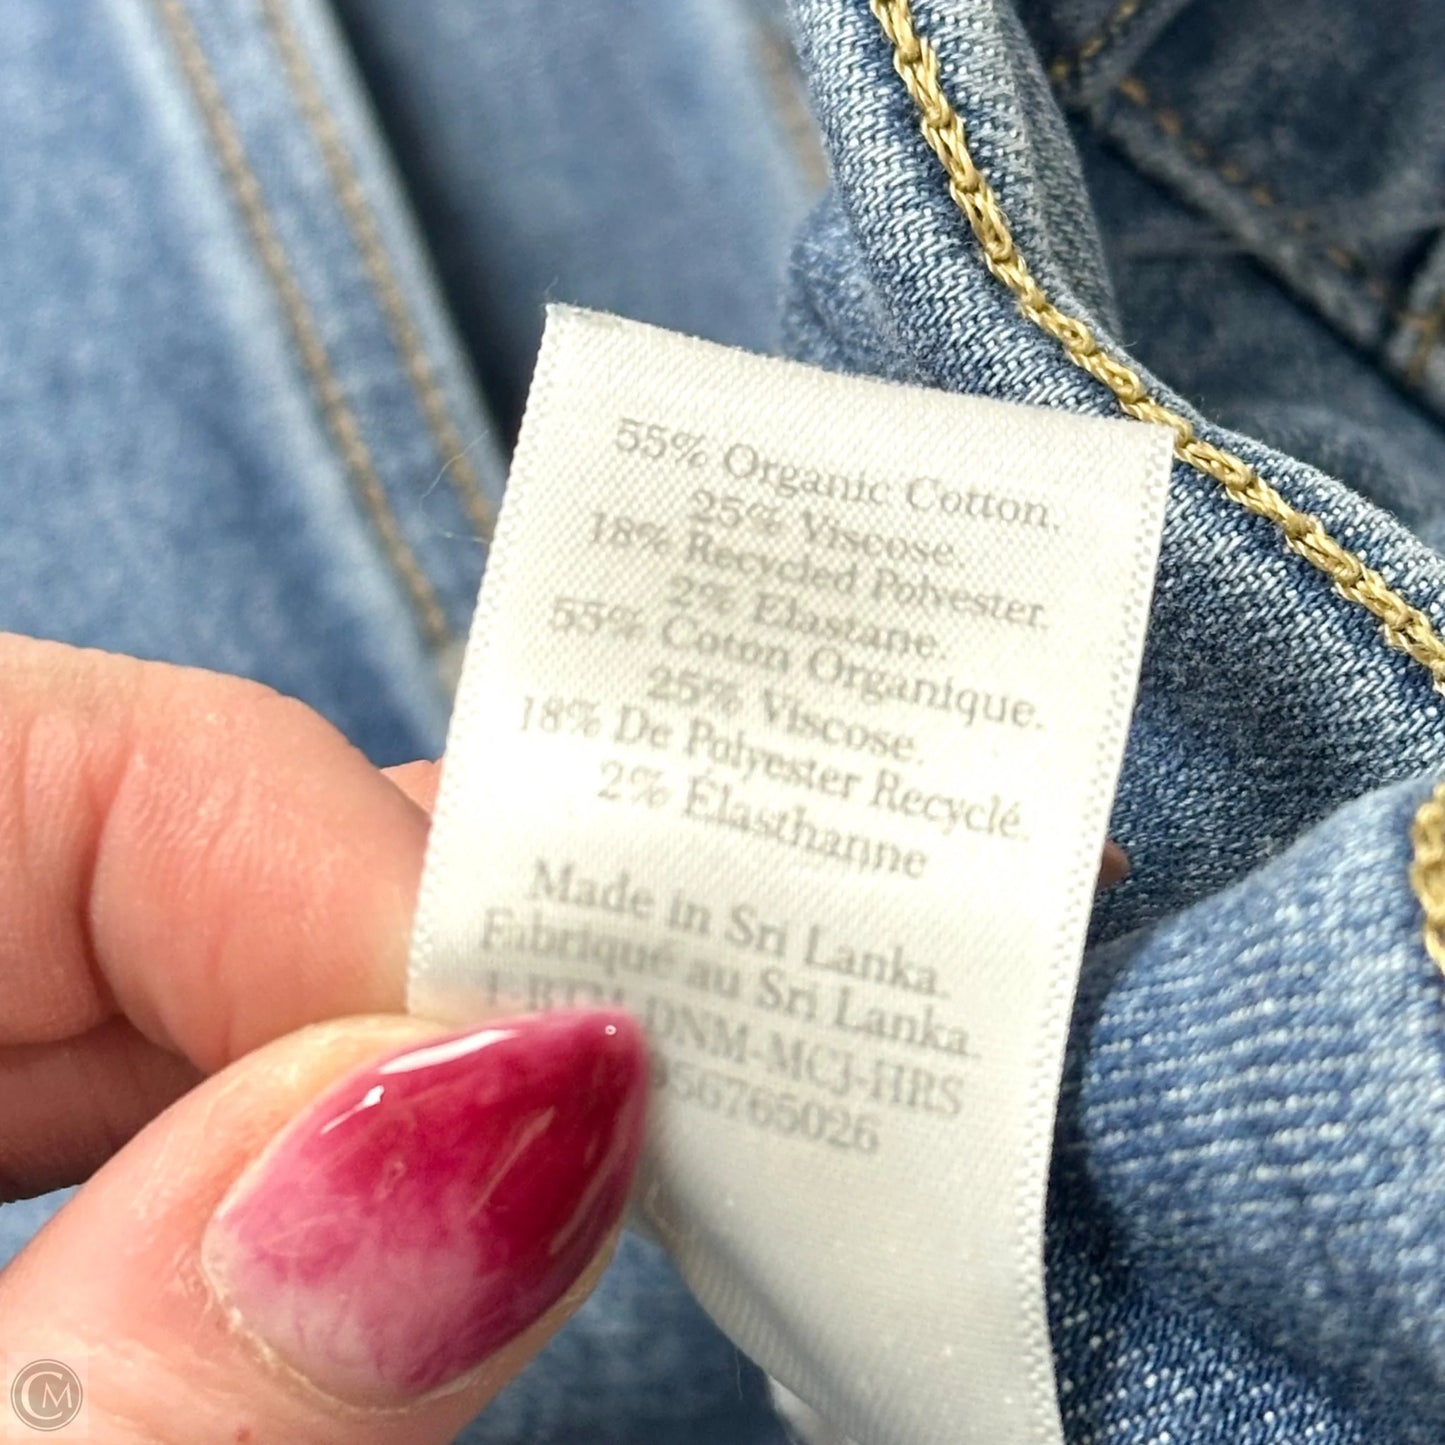 55% Organic Cotton.
25% Viscose.
18% Recycled Polyester.
2% Elastane.
55% Coton Organique.
25% Viscose.
18% De Polyester Recyclé.
2% Élasthanne
Made in Sri Lanka.
Fabriqué au Sri Lanka.
DNM-MCJ-HRS
56765026
CM